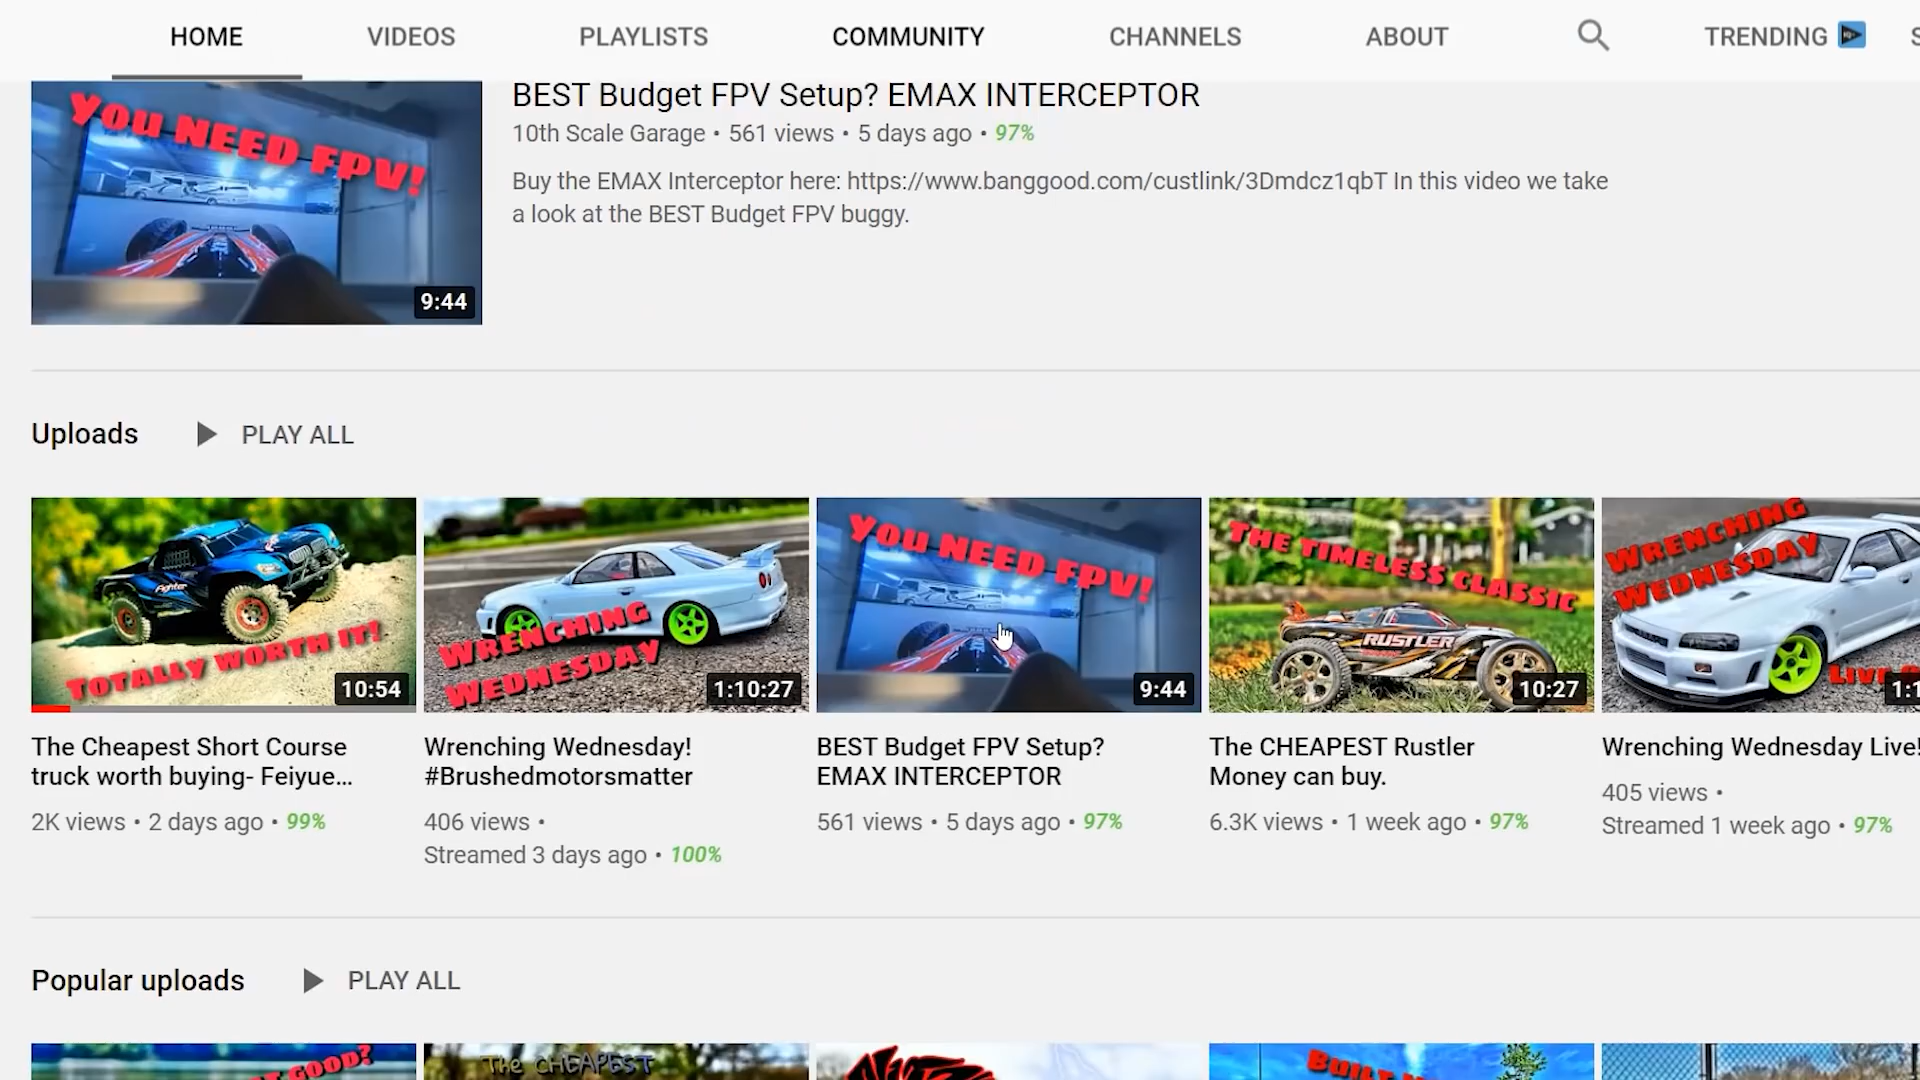 HOME VIDEOS PLAYLISTS COMMUNITY CHANNELS ABOUT TRENDING
YOU NEED FPV!
9:44
BEST Budget FPV Setup? EMAX INTERCEPTOR
10th Scale Garage • 561 views • 5 days ago • 97%
Buy the EMAX Interceptor here: https://www.banggood.com/custlink/3Dmdcz1qbT In this video we take
a look at the BEST Budget FPV buggy.
Uploads PLAY ALL
Fighter
TOTALLY WORTH IT!
10:54
The Cheapest Short Course
truck worth buying- Feiyue...
2K views • 2 days ago • 99%
WRENCHING
WEDNESDAY
1:10:27
Wrenching Wednesday!
#Brushedmotorsmatter
406 views •
Streamed 3 days ago • 100%
YOU NEED FPV!
9:44
BEST Budget FPV Setup?
EMAX INTERCEPTOR
561 views • 5 days ago • 97%
THE TIMELESS CLASSIC
RUSTLER
10:27
The CHEAPEST Rustler
Money can buy.
6.3K views • 1 week ago • 97%
WRENCHING
WEDNESDAY
Wrenching Wednesday Live!
405 views •
Streamed 1 week ago • 97%
Popular uploads PLAY ALL
GOOD?
The CHEAPEST
BUILT